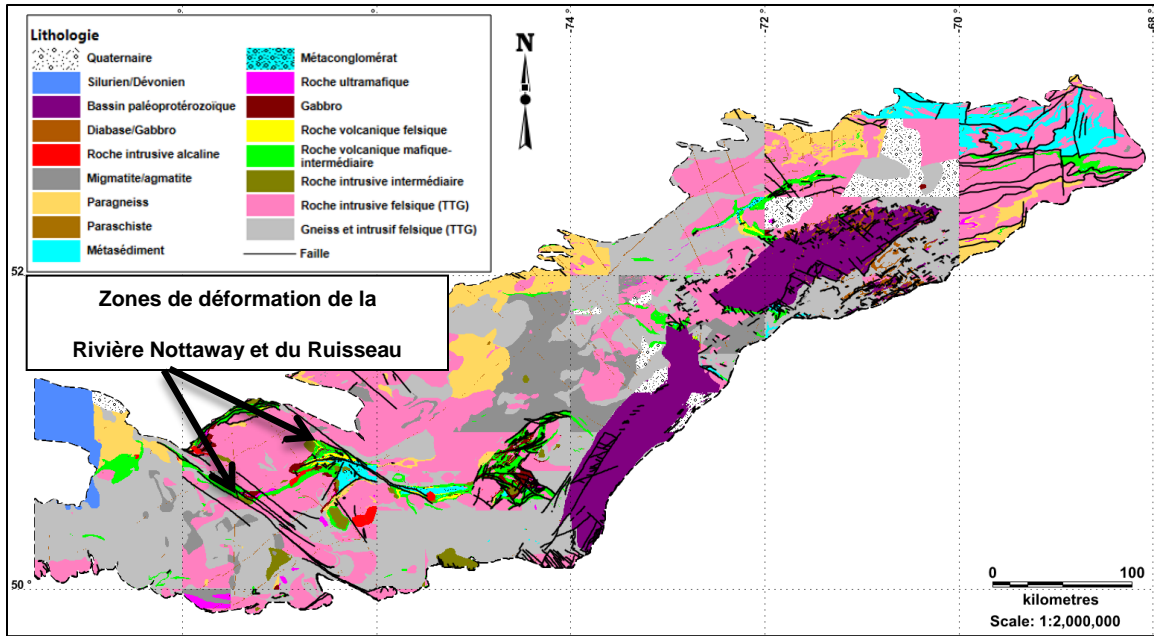 Lithologie
Quaternaire
Silurien/Dévonien
Bassin paléoprotérozoïque
Diabase/Gabbro
Roche intrusive alcaline
Migmatite/agmatite
Paragneiss
Paraschiste
Métasédiment
Métaconglomérat
Roche ultramafique
Gabbro
Roche volcanique felsique
Roche volcanique mafique-
intermédiaire
Roche intrusive intermédiaire
Roche intrusive felsique (TTG)
Gneiss et intrusif felsique (TTG)
Faille
N
-74
-72
-70
-68
52
50 °
Zones de déformation de la
Rivière Nottaway et du Ruisseau
0 100
kilometres
Scale: 1:2,000,000